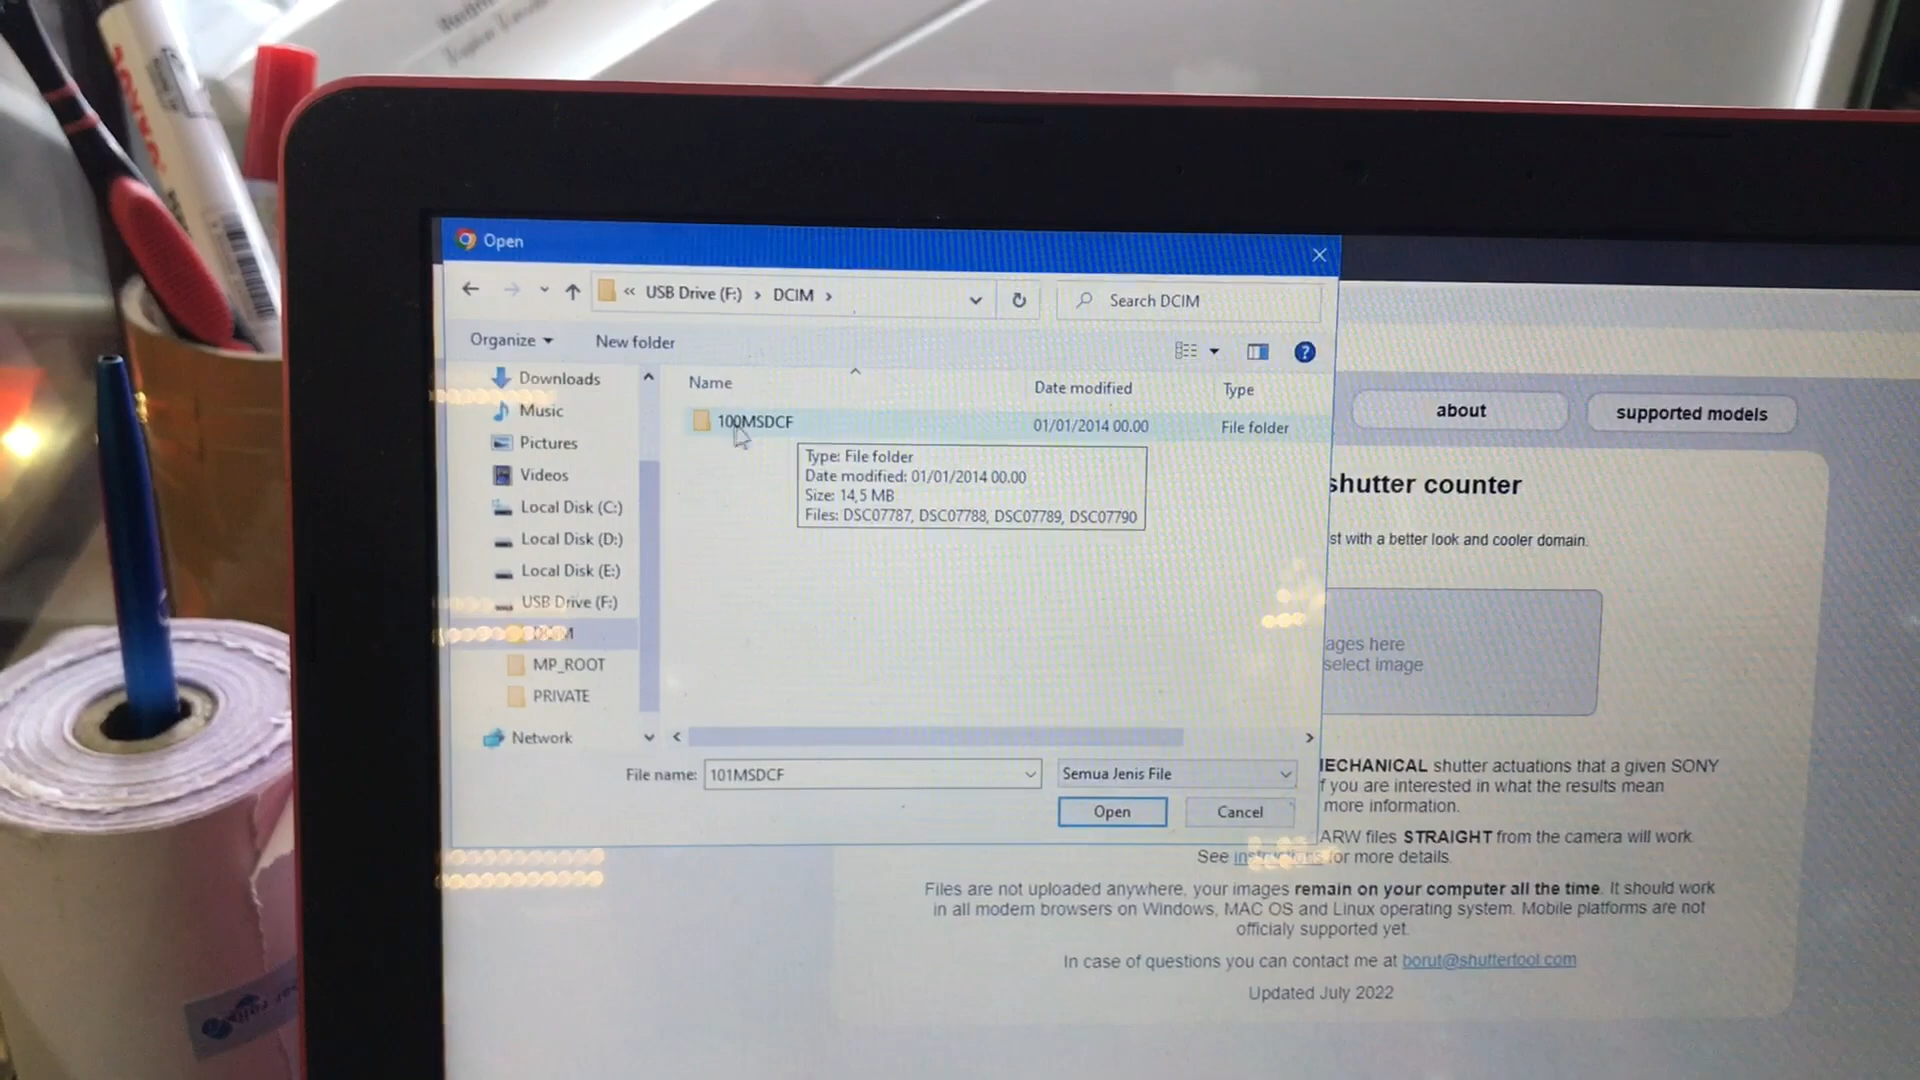 Open
USB Drive (F:) > DCIM >
Search DCIM
Organize
New folder
Downloads
Music
Pictures
Videos
Local Disk (C:)
Local Disk (D:)
Local Disk (E:)
USB Drive (F:)
DCIM
MP_ROOT
PRIVATE
Network
Name
Date modified
Type
100MSDCF
01/01/2014 00.00
File folder
Type: File folder
Date modified: 01/01/2014 00.00
Size: 14,5 MB
Files: DSC07787, DSC07788, DSC07789, DSC07790
File name:
101MSDCF
Semua Jenis File
Open
Cancel
about
supported models
shutter counter
st with a better look and cooler domain.
ages here
select image
ECHANICAL shutter actuations that a given SONY
f you are interested in what the results mean
more information.
ARW files STRAIGHT from the camera will work.
See instructions for more details.
Files are not uploaded anywhere, your images remain on your computer all the time. It should work
in all modern browsers on Windows, MAC OS and Linux operating system. Mobile platforms are not
officialy supported yet.
In case of questions you can contact me at borut@shuttertool.com
Updated July 2022